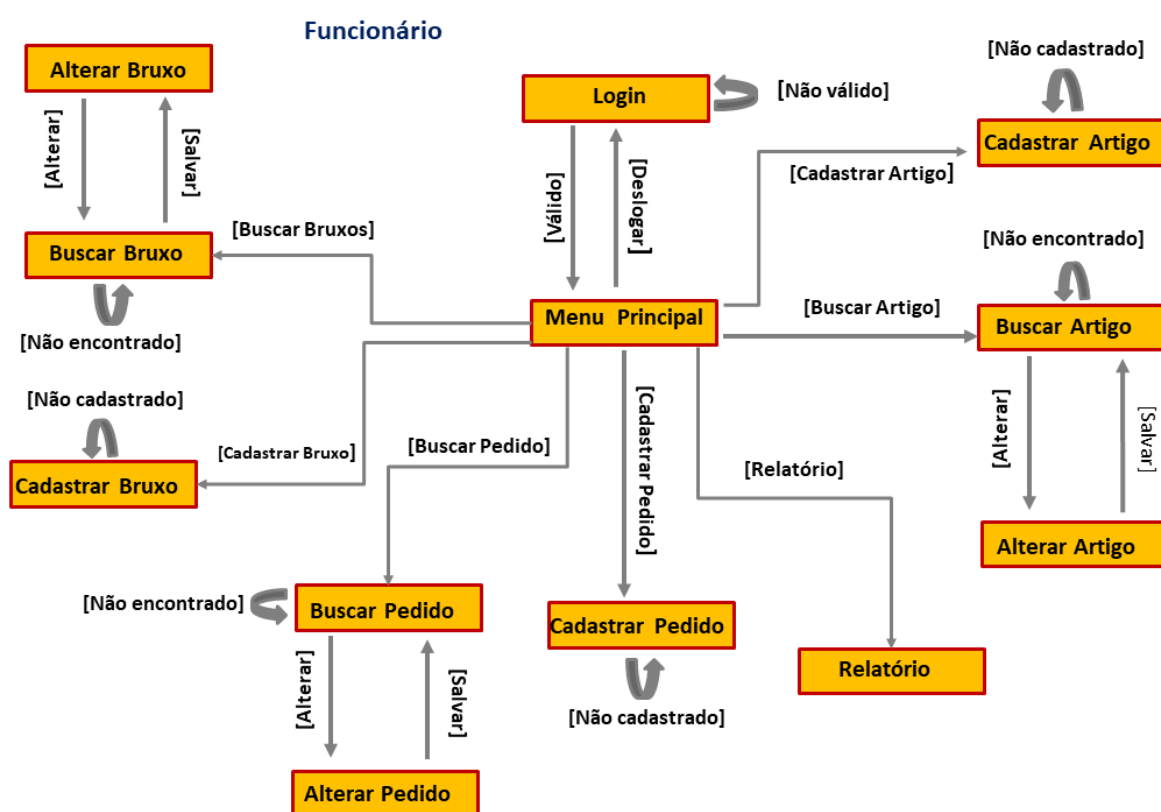 Funcionário
Alterar Bruxo
[Alterar]
[Salvar]
Buscar Bruxo
[Não encontrado]
[Buscar Bruxos]
Login
[Não válido]
[Válido]
[Deslogar]
Menu Principal
[Não cadastrado]
Cadastrar Artigo
[Cadastrar Artigo]
[Não encontrado]
[Buscar Artigo]
Buscar Artigo
[Alterar]
[Salvar]
Alterar Artigo
[Não cadastrado]
[Cadastrar Bruxo]
Cadastrar Bruxo
[Buscar Pedido]
[Cadastrar Pedido]
[Relatório]
[Não encontrado]
Buscar Pedido
[Alterar]
[Salvar]
Alterar Pedido
Cadastrar Pedido
[Não cadastrado]
Relatório